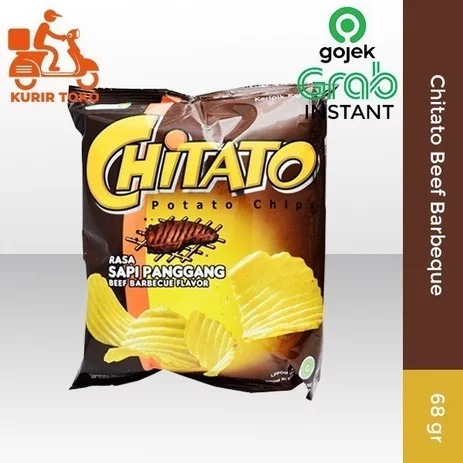 KURIR TOKO
gojek
Grab
INSTANT
CHiTATO
Potato Chips
RASA
SAPI PANGGANG
BEEF BARBECUE FLAVOR
Chitato Beef Barbeque
68 gr